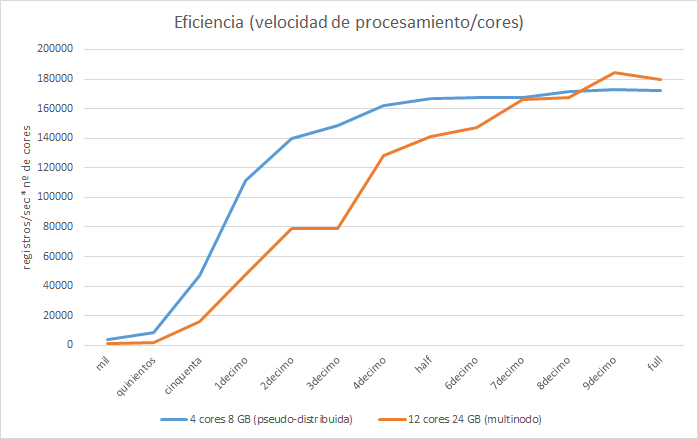 Eficiencia (velocidad de procesamiento/cores)
200000
180000
160000
140000
120000
100000
80000
60000
40000
20000
0
registros/sec * nº de cores
mil
quinientos
cinquenta
1decimo
2decimo
3decimo
4decimo
half
6decimo
7decimo
8decimo
9decimo
full
4 cores 8 GB (pseudo-distribuida)
12 cores 24 GB (multinodo)